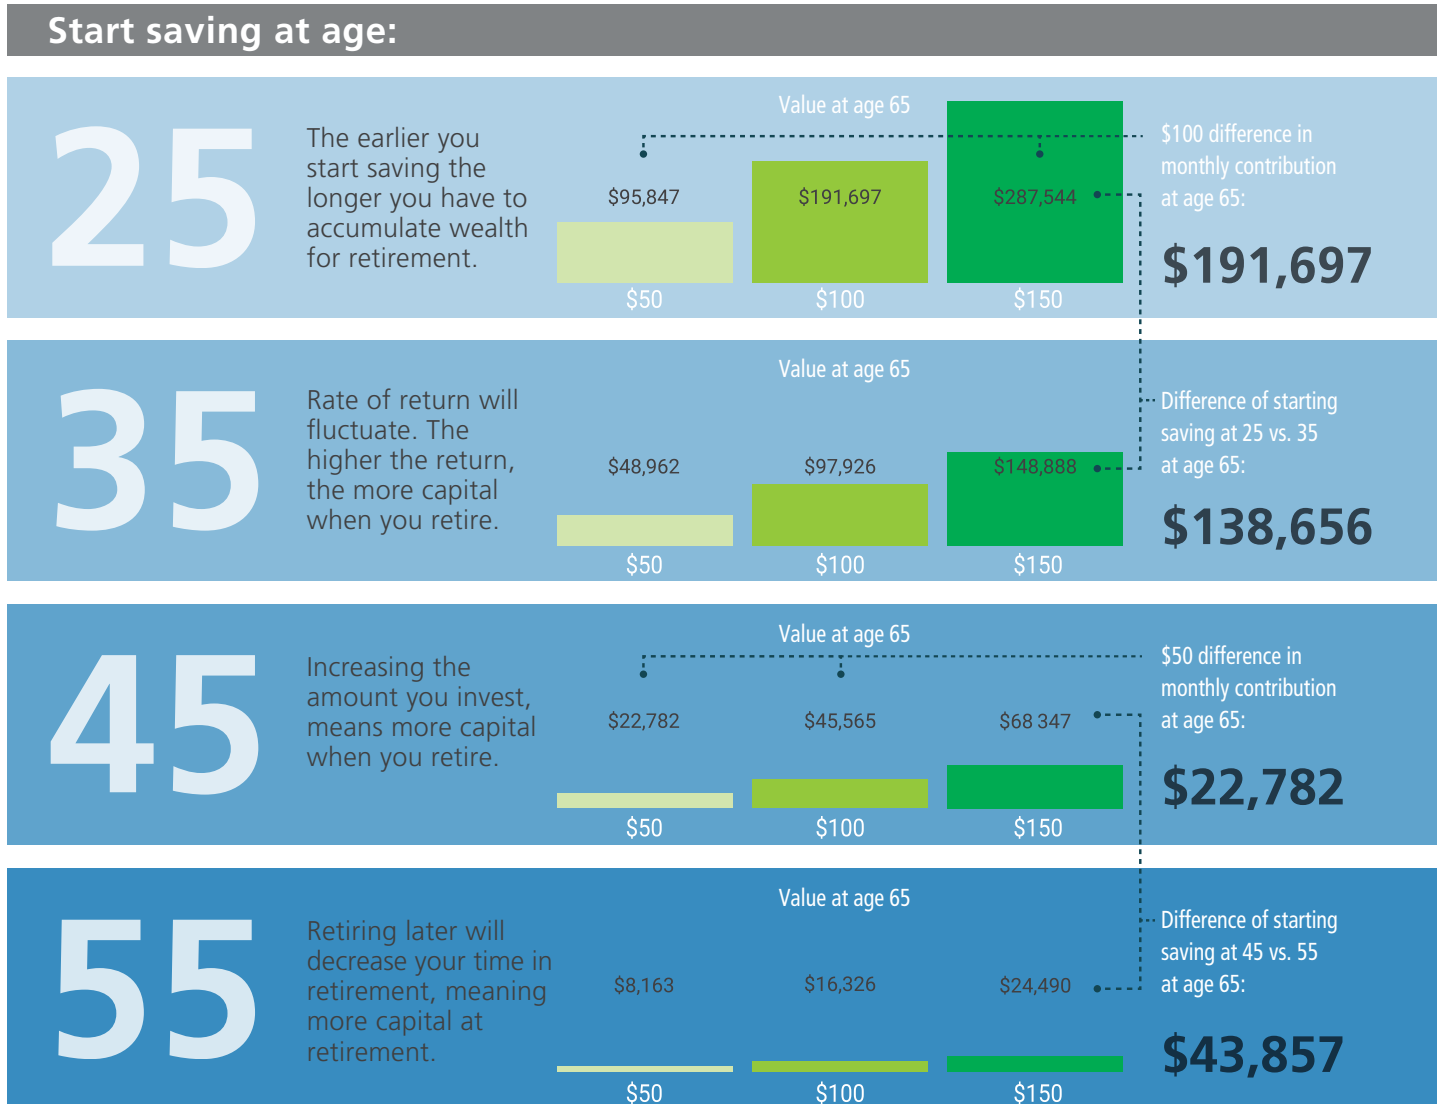 Start saving at age:
25
The earlier you
start saving the
longer you have to
accumulate wealth
for retirement.
Value at age 65
$95,847
$191,697
$287,544
$50
$100
$150
$100 difference in
monthly contribution
at age 65:
$191,697
35
Rate of return will
fluctuate. The
higher the return,
the more capital
when you retire.
Value at age 65
$48,962
$97,926
$148,888
$50
$100
$150
Difference of starting
saving at 25 vs. 35
at age 65:
$138,656
45
Increasing the
amount you invest,
means more capital
when you retire.
Value at age 65
$22,782
$45,565
$68 347
$50
$100
$150
$50 difference in
monthly contribution
at age 65:
$22,782
55
Retiring later will
decrease your time in
retirement, meaning
more capital at
retirement.
Value at age 65
$8,163
$16,326
$24,490
$50
$100
$150
Difference of starting
saving at 45 vs. 55
at age 65:
$43,857